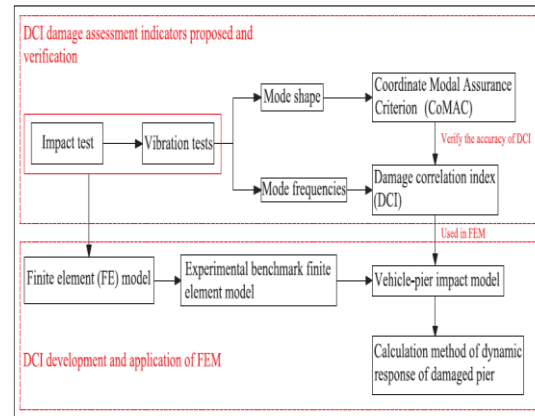 DCI damage assessment indicators proposed and
verification
Mode shape
Coordinate Modal Assurance
Criterion (CoMAC)
Impact test
Vibration tests
Verify the accuracy of DCI
Mode frequencies
Damage correlation index
(DCI)
Used in FEM
Finite element (FE) model
Experimental benchmark finite
element model
Vehicle-pier impact model
DCI development and application of FEM
Calculation method of dynamic
response of damaged pier